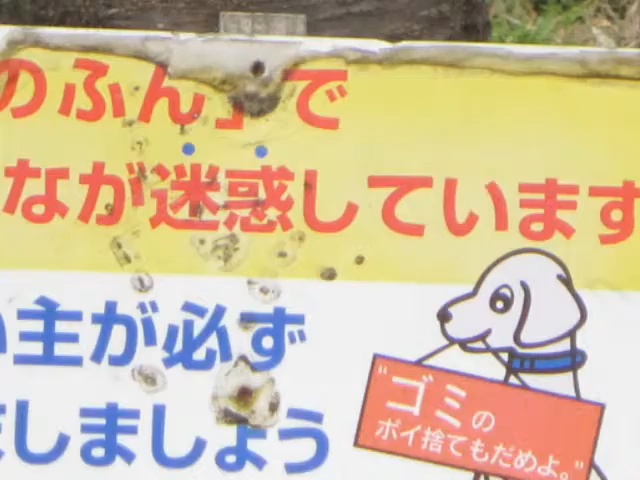 のふん」で
なが迷惑しています
主が必ず
しましょう
"ゴミの
ポイ捨てもだめよ。"